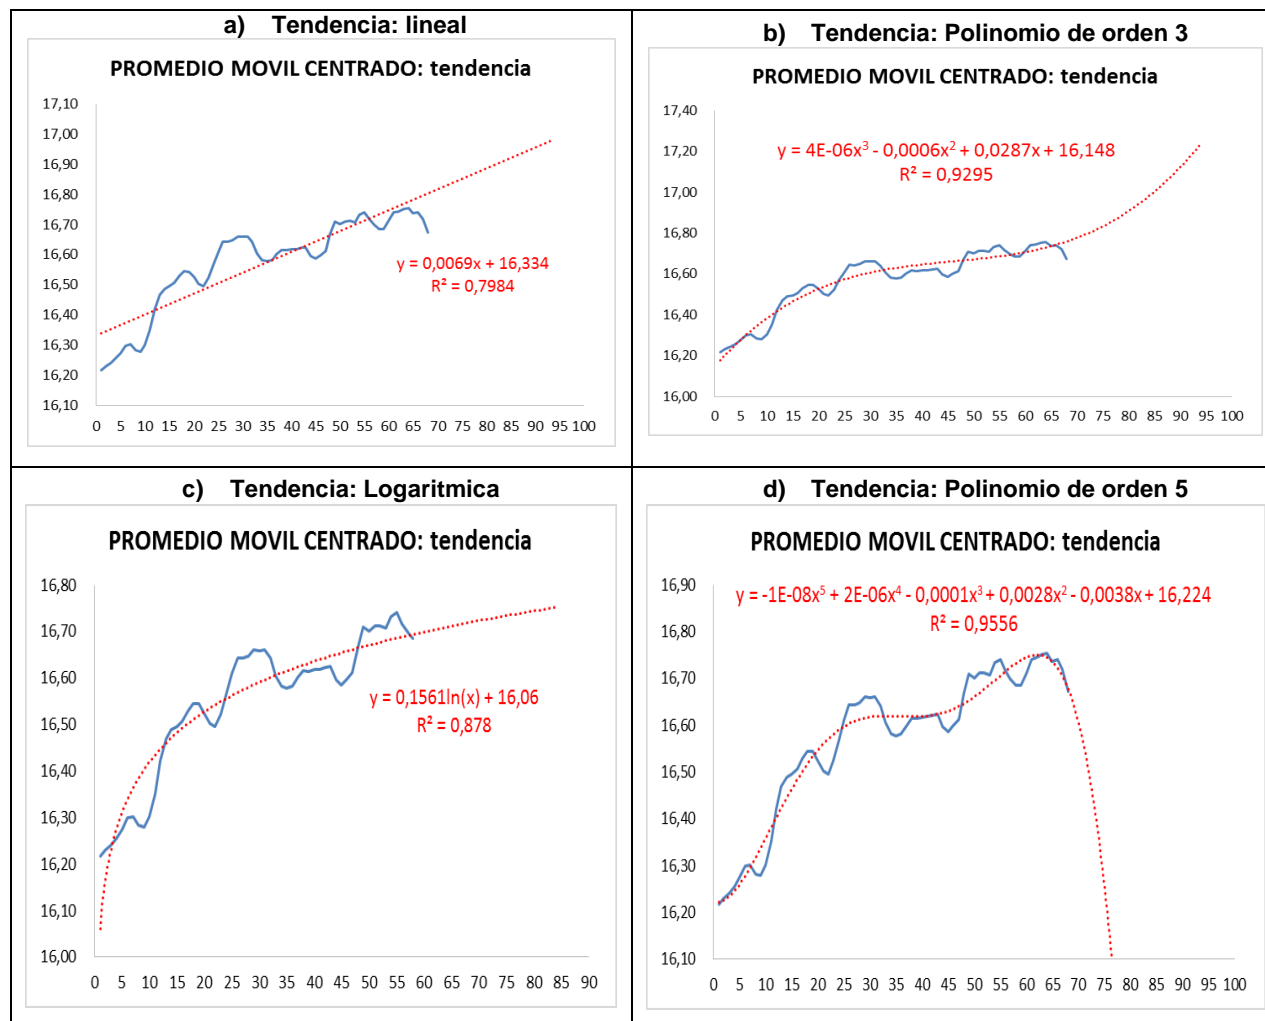 a) Tendencia: lineal
PROMEDIO MOVIL CENTRADO: tendencia
17,10
17,00
16,90
16,80
16,70
16,60
16,50
16,40
16,30
16,20
16,10
y = 0,0069x + 16,334
R² = 0,7984
0 5 10 15 20 25 30 35 40 45 50 55 60 65 70 75 80 85 90 95 100
b) Tendencia: Polinomio de orden 3
PROMEDIO MOVIL CENTRADO: tendencia
17,40
17,20
17,00
16,80
16,60
16,40
16,20
16,00
y = 4E-06x³ - 0,0006x² + 0,0287x + 16,148
R² = 0,9295
0 5 10 15 20 25 30 35 40 45 50 55 60 65 70 75 80 85 90 95 100
c) Tendencia: Logaritmica
PROMEDIO MOVIL CENTRADO: tendencia
16,80
16,70
16,60
16,50
16,40
16,30
16,20
16,10
16,00
y = 0,1561ln(x) + 16,06
R² = 0,878
0 5 10 15 20 25 30 35 40 45 50 55 60 65 70 75 80 85 90
d) Tendencia: Polinomio de orden 5
PROMEDIO MOVIL CENTRADO: tendencia
16,90
16,80
16,70
16,60
16,50
16,40
16,30
16,20
16,10
y = -1E-08x⁵ + 2E-06x⁴ - 0,0001x³ + 0,0028x² - 0,0038x + 16,224
R² = 0,9556
0 5 10 15 20 25 30 35 40 45 50 55 60 65 70 75 80 85 90 95 100